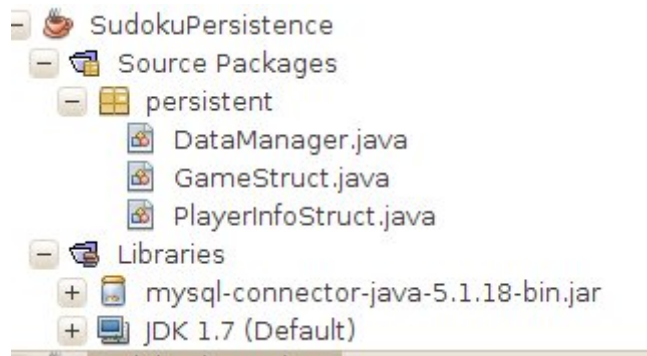 SudokuPersistence
Source Packages
persistent
DataManager.java
GameStruct.java
PlayerInfoStruct.java
Libraries
mysql-connector-java-5.1.18-bin.jar
JDK 1.7 (Default)